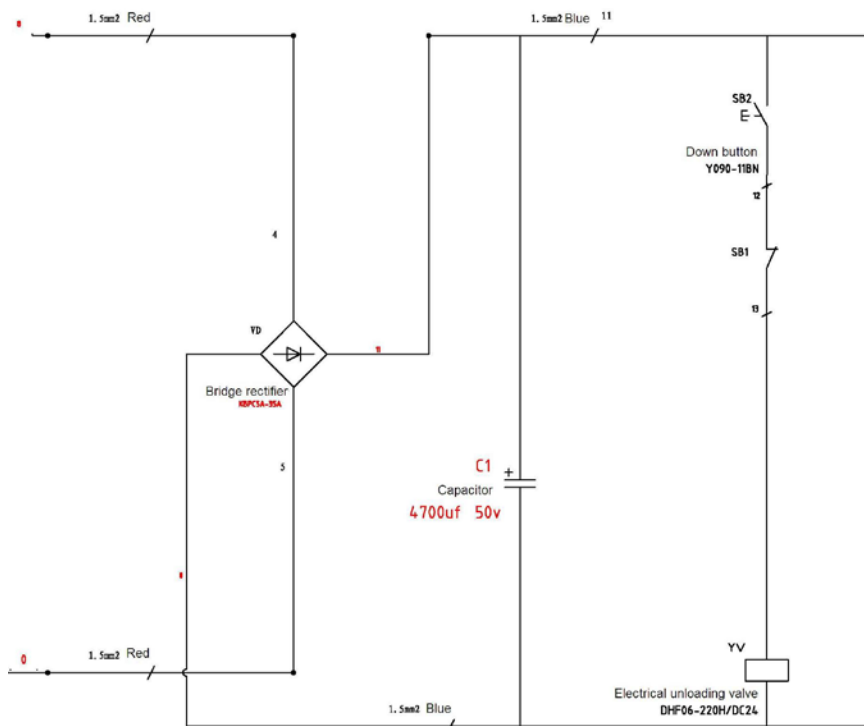 1.5mm2 Red
1.5mm2 Blue
11
SB2
E
Down button
Y090-11BN
12
4
SB1
VD
11
13
Bridge rectifier
5
C1
+
Capacitor
4700uf 50v
0
1.5mm2 Red
YV
Electrical unloading valve
DHF06-220H/DC24
1.5mm2 Blue